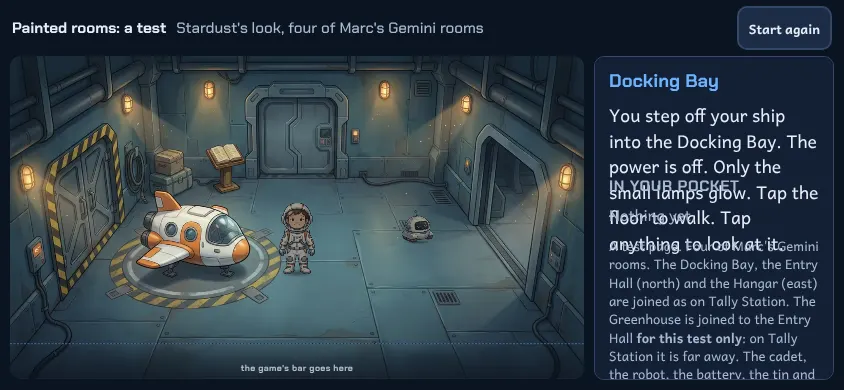 Painted rooms: a test Stardust's look, four of Marc's Gemini rooms
Start again
the game's bar goes here
Docking Bay
You step off your ship
into the Docking Bay. The
power is off. Only the
small lamps glow. Tap the
floor to walk. Tap
anything to look at it.
IN YOUR POCKET
Nothing yet.
Gemini
rooms. The Docking Bay, the Entry
Hall (north) and the Hangar (east)
are joined as on Tally Station. The
Greenhouse is joined to the Entry
Hall for this test only: on Tally
Station it is far away. The cadet,
the robot, the battery, the tin and